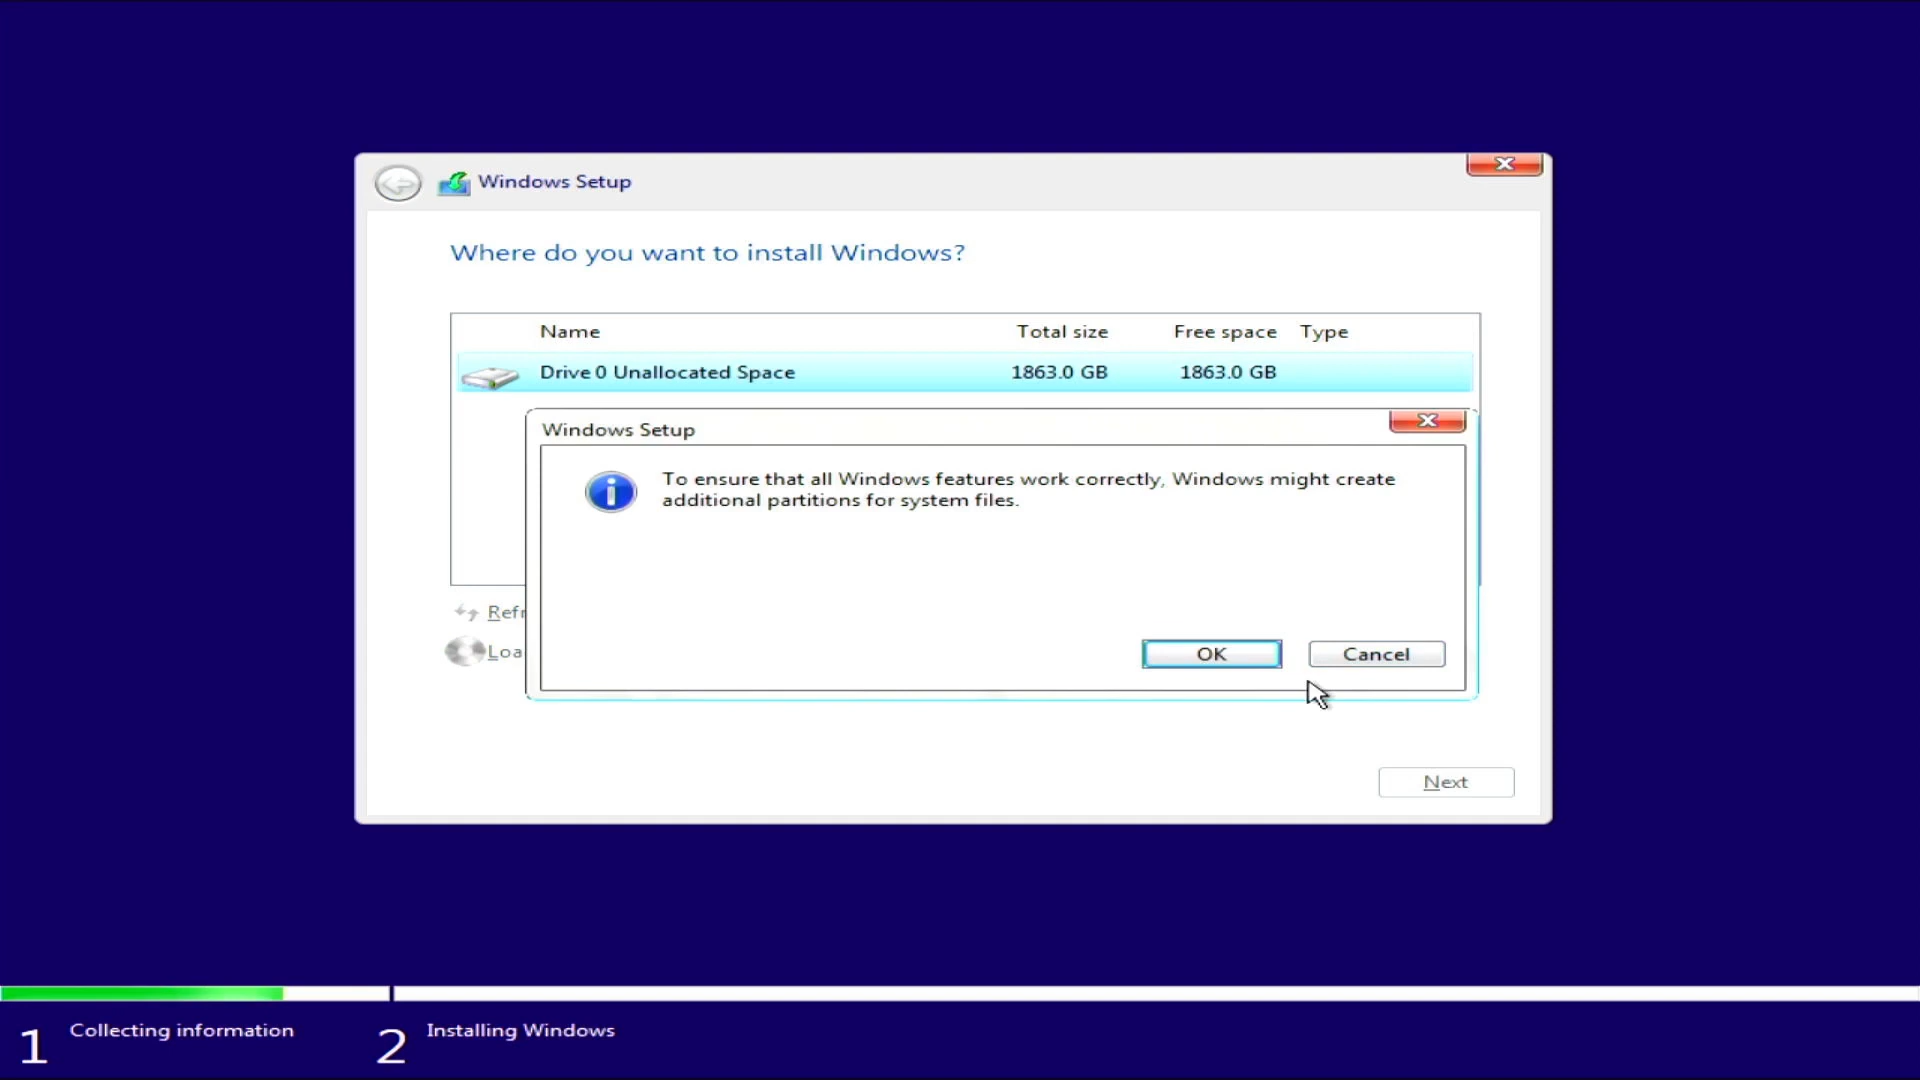 Windows Setup
Where do you want to install Windows?
Name Total size Free space Type
Drive 0 Unallocated Space 1863.0 GB 1863.0 GB
Windows Setup
To ensure that all Windows features work correctly, Windows might create
additional partitions for system files.
Refr
OK Cancel
Loa
Next
1 Collecting information 2 Installing Windows